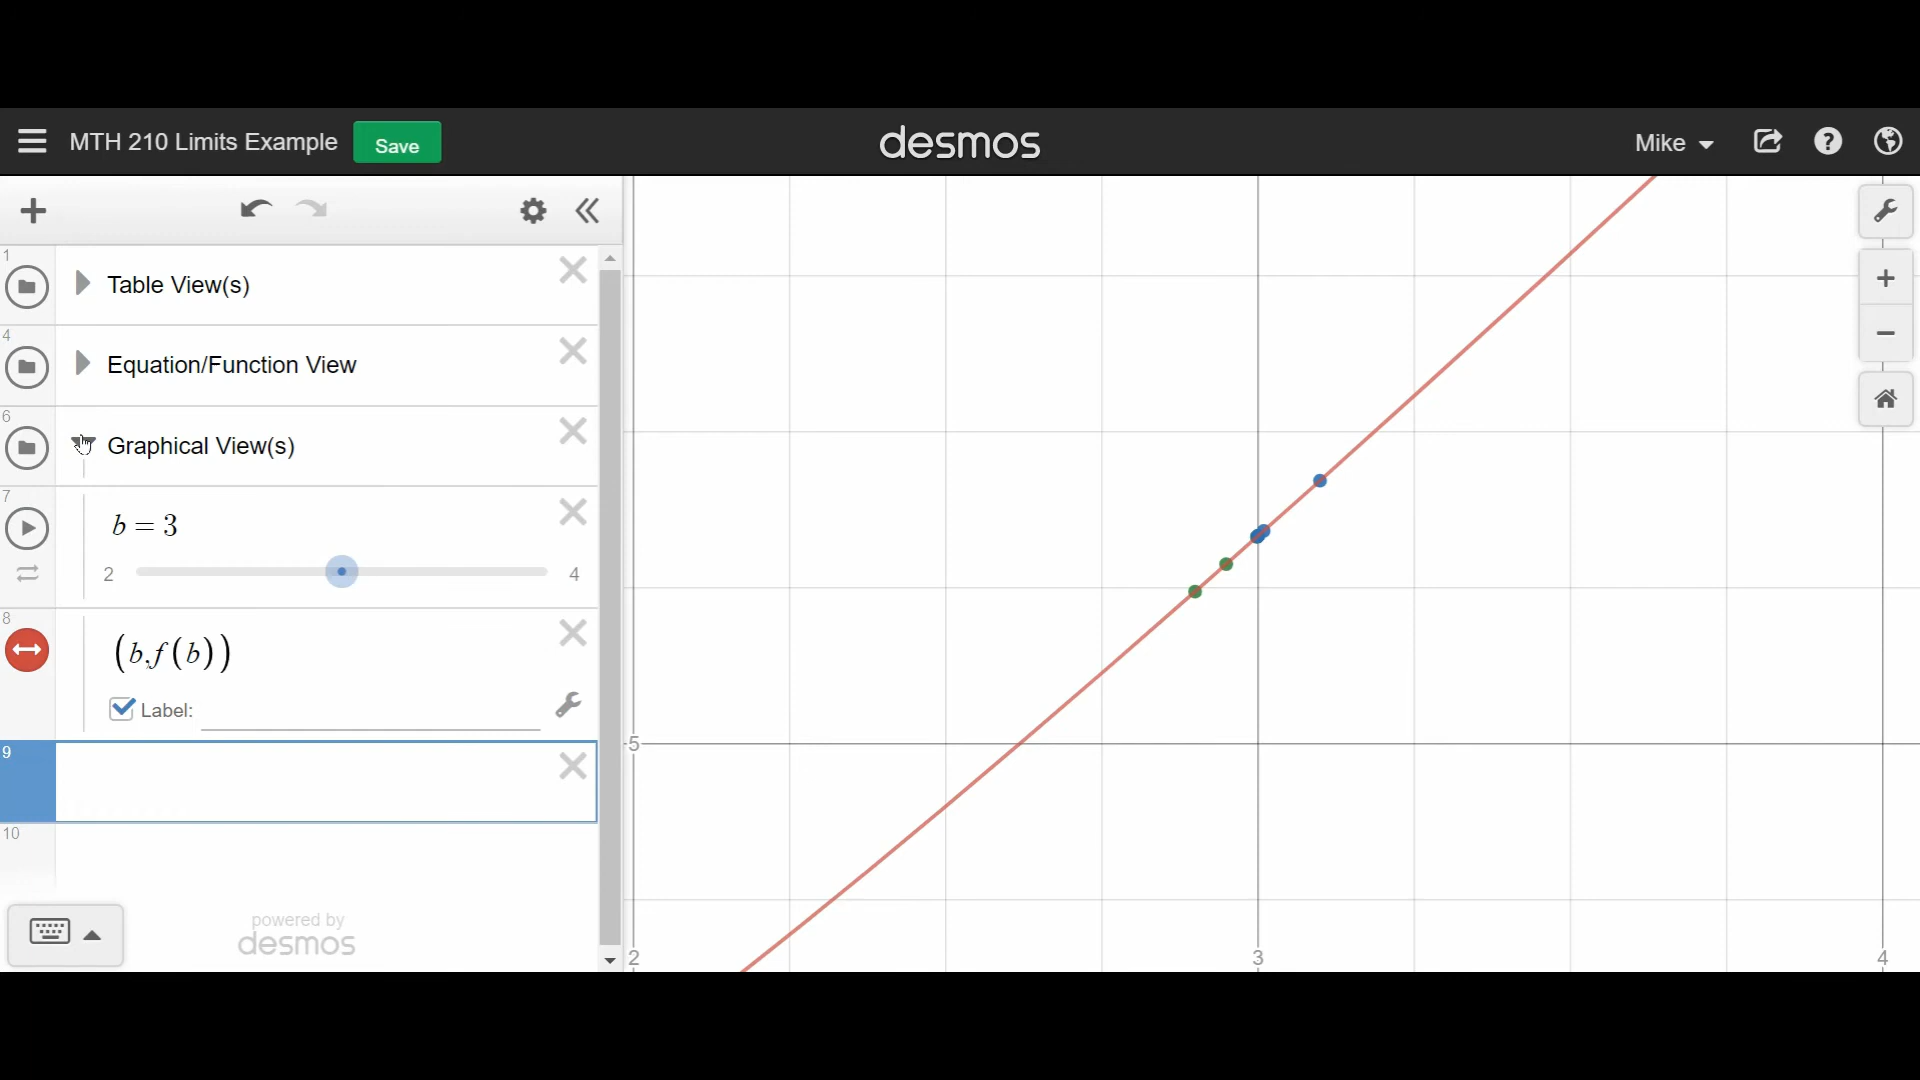 MTH 210 Limits Example
Save
desmos
Mike
?
1
Table View(s)
4
Equation/Function View
6
Graphical View(s)
7
b = 3
2
4
8
(b, f(b))
Label:
9
10
powered by
desmos
5
2
3
4